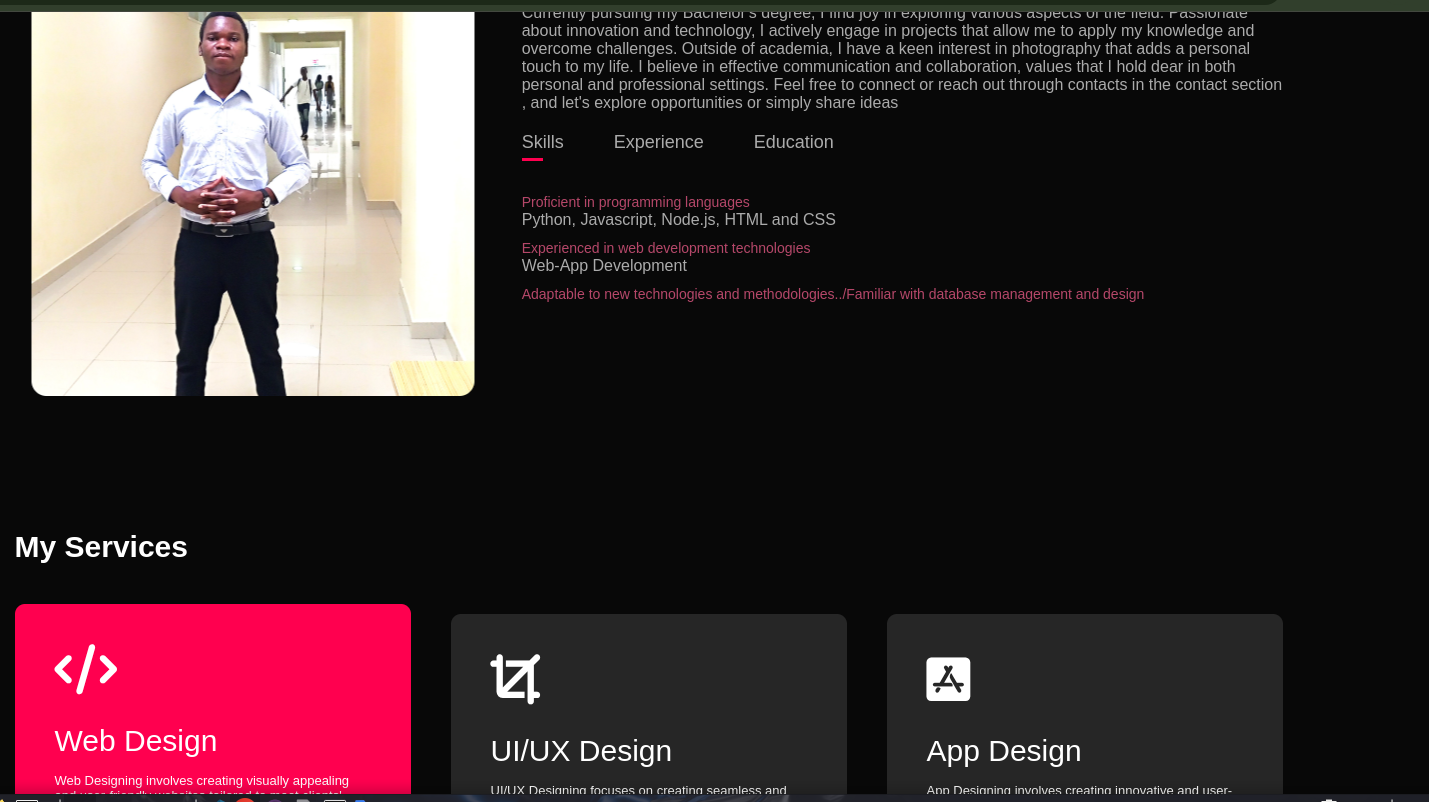 Currently pursuing my Bachelor's degree, I find joy in exploring various aspects of the field. Passionate
about innovation and technology, I actively engage in projects that allow me to apply my knowledge and
overcome challenges. Outside of academia, I have a keen interest in photography that adds a personal
touch to my life. I believe in effective communication and collaboration, values that I hold dear in both
personal and professional settings. Feel free to connect or reach out through contacts in the contact section
, and let's explore opportunities or simply share ideas
Skills Experience Education
Proficient in programming languages
Python, Javascript, Node.js, HTML and CSS
Experienced in web development technologies
Web-App Development
Adaptable to new technologies and methodologies../Familiar with database management and design
My Services
Web Design
Web Designing involves creating visually appealing
and user-friendly websites tailored to meet clients'
UI/UX Design
UI/UX Designing focuses on creating seamless and
App Design
App Designing involves creating innovative and user-